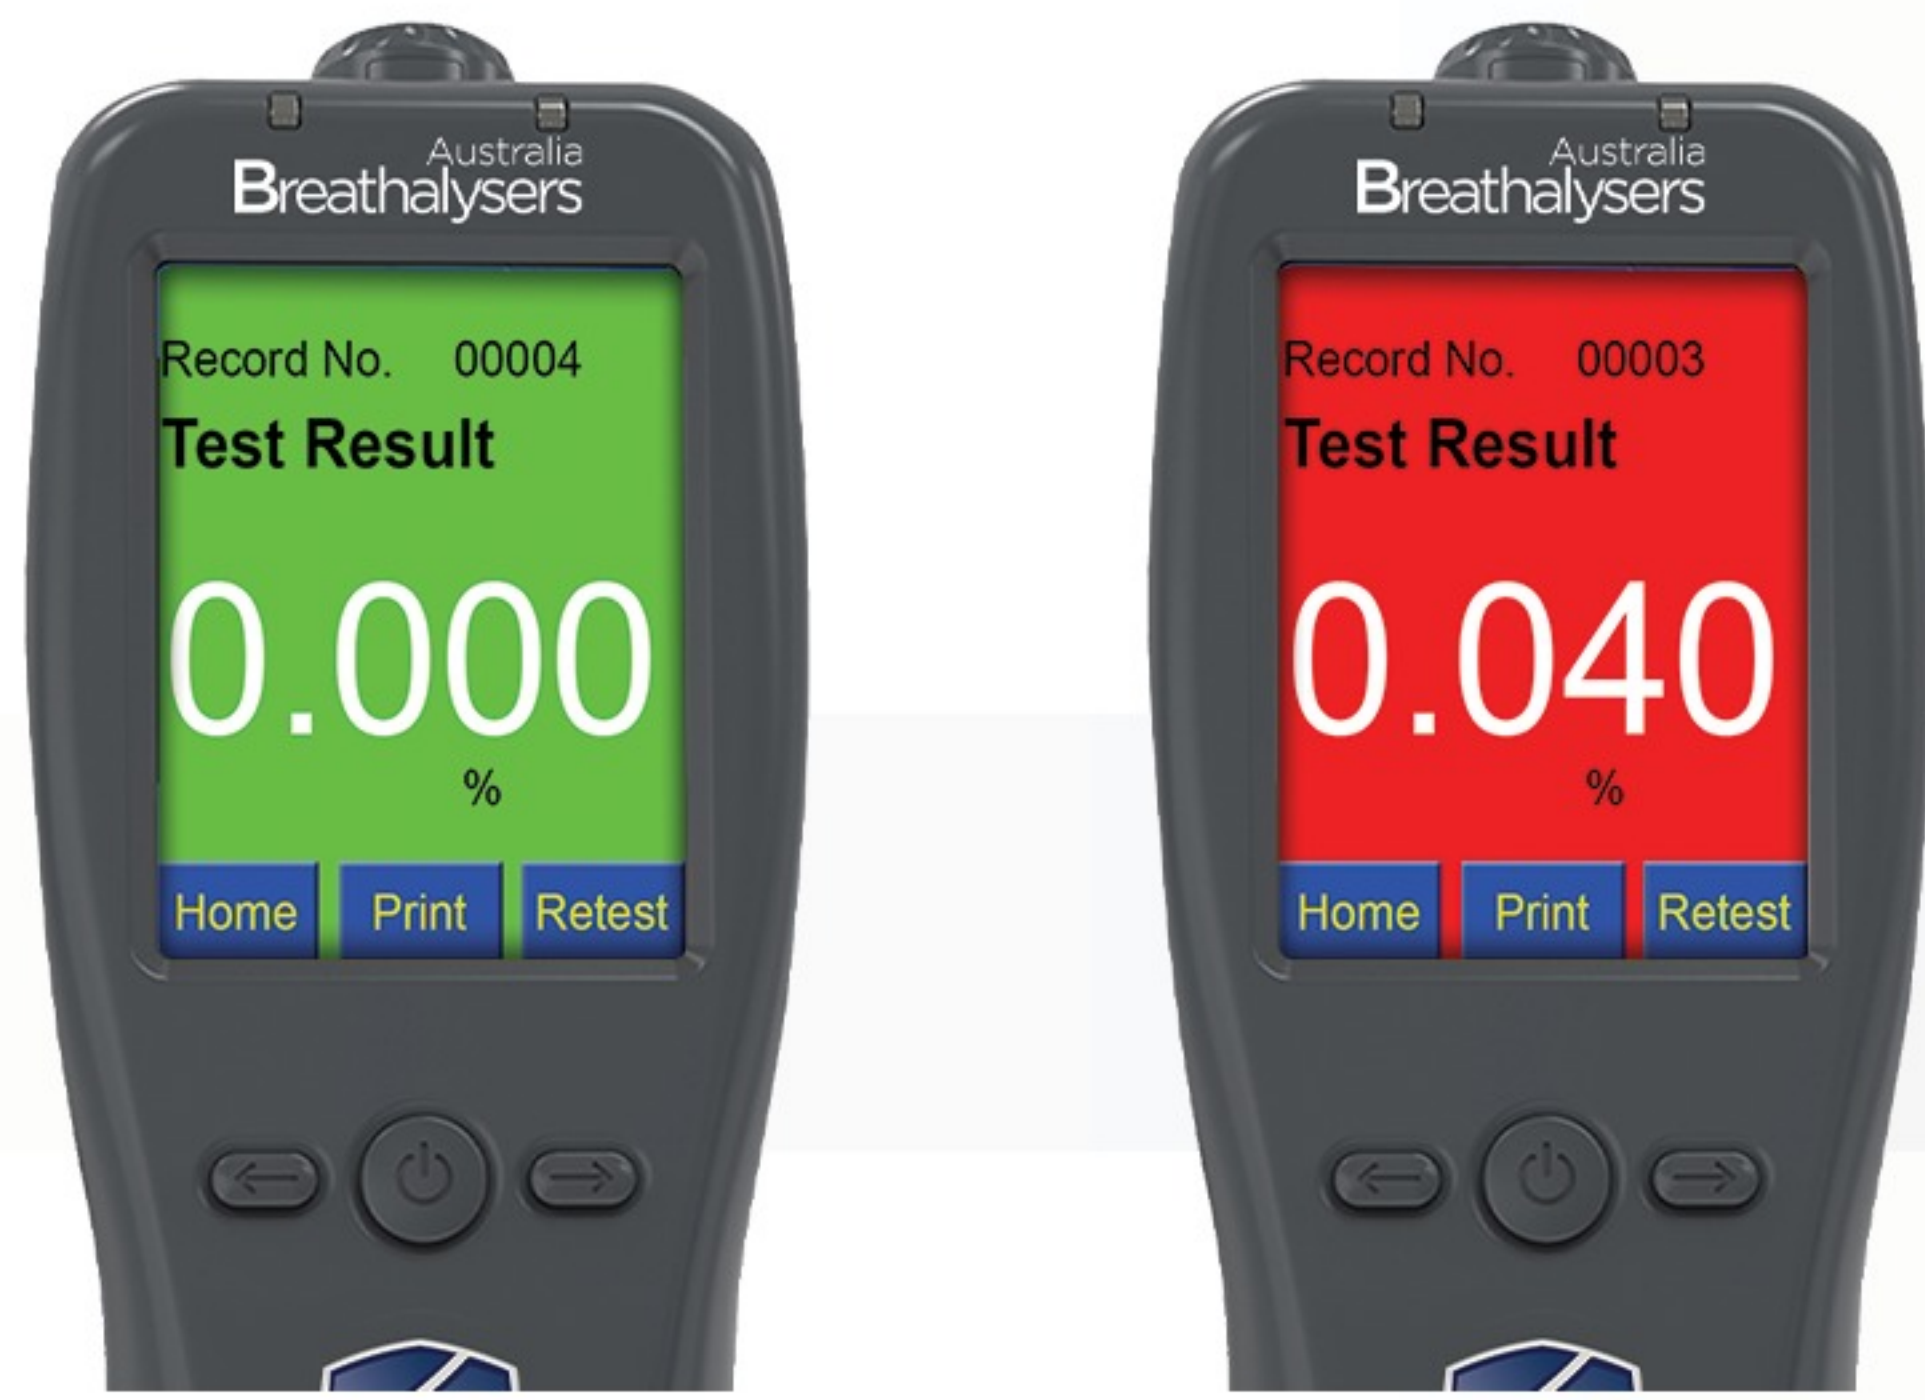 Australia
Breathalysers
Record No. 00004
Test Result
0.000
%
Home Print Retest
Australia
Breathalysers
Record No. 00003
Test Result
0.040
%
Home Print Retest